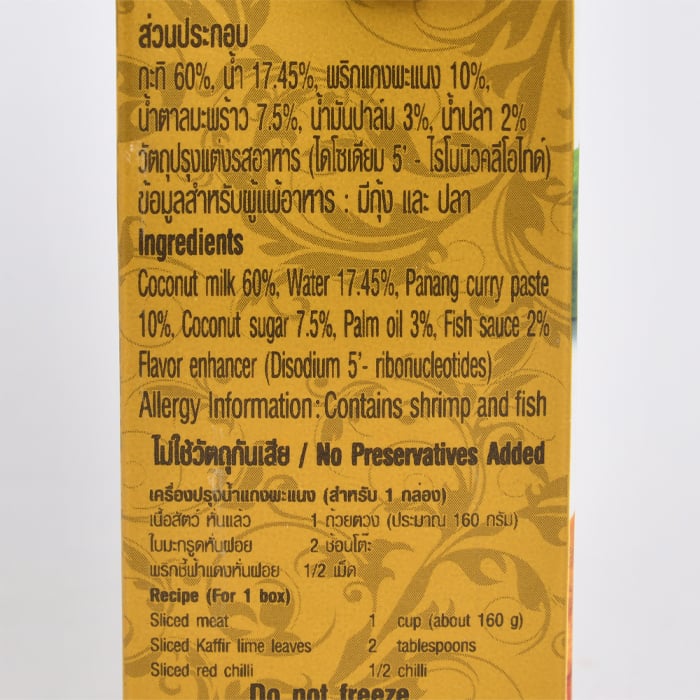 ส่วนประกอบ
กะทิ 60%, น้ำ 17.45%, พริกแกงพะแนง 10%,
น้ำตาลมะพร้าว 7.5%, น้ำมันปาล์ม 3%, น้ำปลา 2%
วัตถุปรุงแต่งรสอาหาร (ไดโซเดียม 5' - ไรโบนิวคลีโอไทด์)
ข้อมูลสำหรับผู้แพ้อาหาร : มีกุ้ง และ ปลา
Ingredients
Coconut milk 60%, Water 17.45%, Panang curry paste
10%, Coconut sugar 7.5%, Palm oil 3%, Fish sauce 2%
Flavor enhancer (Disodium 5'- ribonucleotides)
Allergy Information : Contains shrimp and fish
ไม่ใช้วัตถุกันเสีย / No Preservatives Added
เครื่องปรุงน้ำแกงพะแนง (สำหรับ 1 กล่อง)
เนื้อสัตว์ หั่นแล้ว 1 ถ้วยตวง (ประมาณ 160 กรัม)
ใบมะกรูดหั่นฝอย 2 ช้อนโต๊ะ
พริกชี้ฟ้าแดงหั่นฝอย 1/2 เม็ด
Recipe (For 1 box)
Sliced meat 1 cup (about 160 g)
Sliced Kaffir lime leaves 2 tablespoons
Sliced red chilli 1/2 chilli
Do not freeze